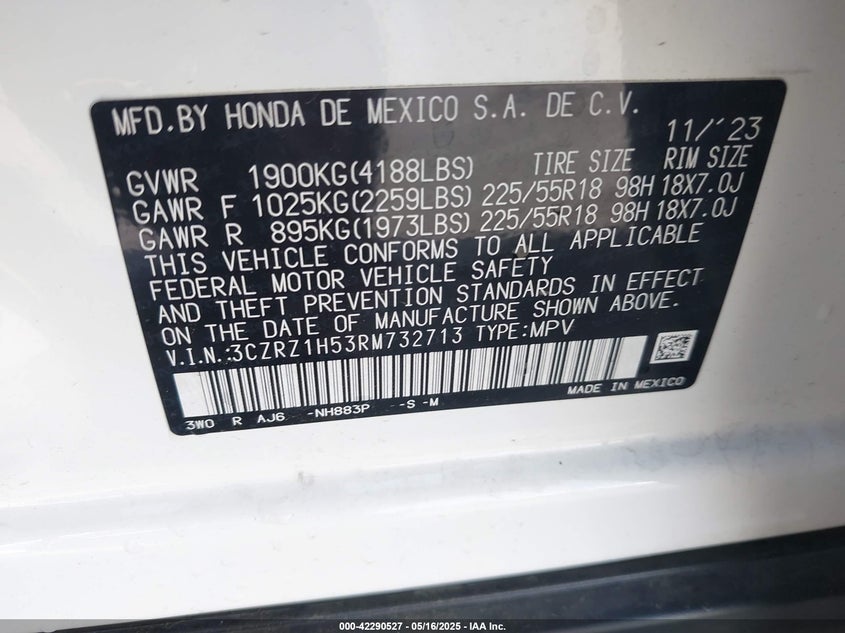 MFD.BY HONDA DE MEXICO S.A. DE C.V. 11/'23
GVWR 1900KG(4188LBS) TIRE SIZE RIM SIZE
GAWR F 1025KG(2259LBS) 225/55R18 98H 18X7.0J
GAWR R 895KG(1973LBS) 225/55R18 98H 18X7.0J
THIS VEHICLE CONFORMS TO ALL APPLICABLE
FEDERAL MOTOR VEHICLE SAFETY
AND THEFT PREVENTION STANDARDS IN EFFECT
ON THE DATE OF MANUFACTURE SHOWN ABOVE.
V.I.N.:3CZRZ1H53RM732713 TYPE:MPV
MADE IN MEXICO
3W0 R AJ6 -NH883P --S -M
000-42290527 - 05/16/2025 - IAA Inc.